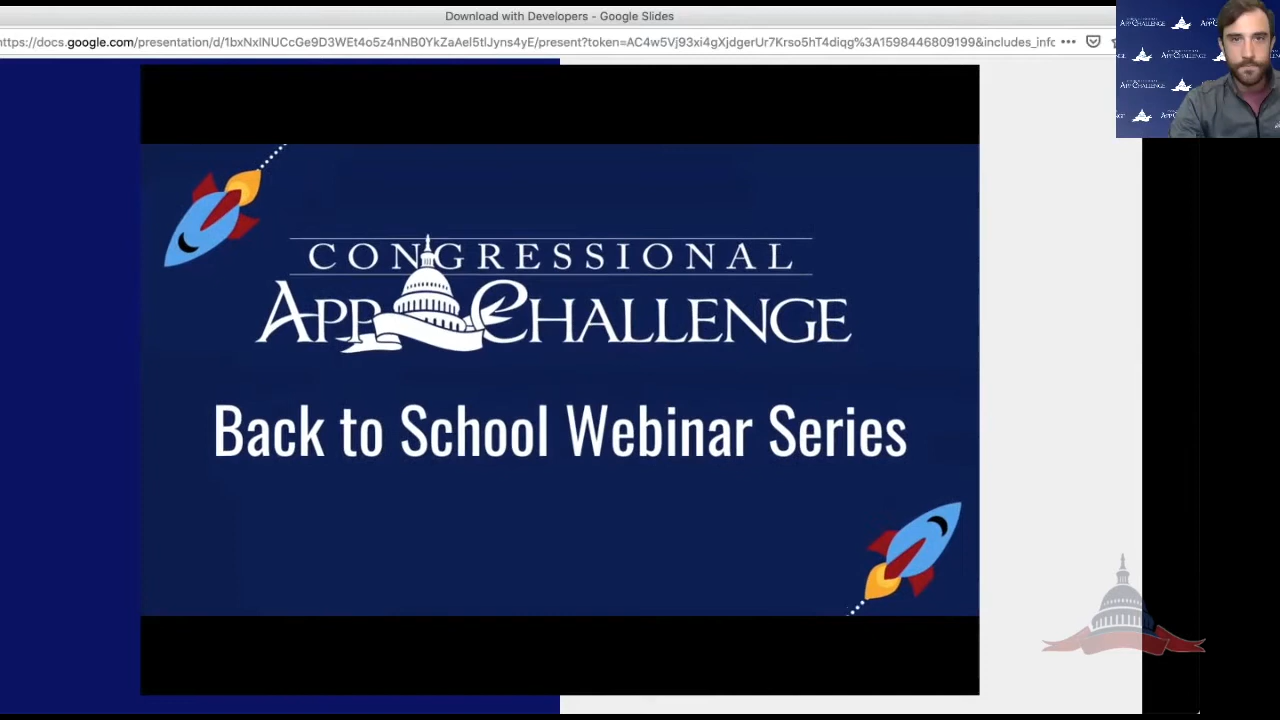 Download with Developers - Google Slides
https://docs.google.com/presentation/d/1bxNxlNUCcGe9D3WEt4o5z4nN80YkZaAel5tlJyns4yE/present?token=AC4w5Vj93xi4gXjdgerUr7Krso5hT4diqg%3A1598446809199&includes_info
CONGRESSIONAL
APP CHALLENGE
Back to School Webinar Series